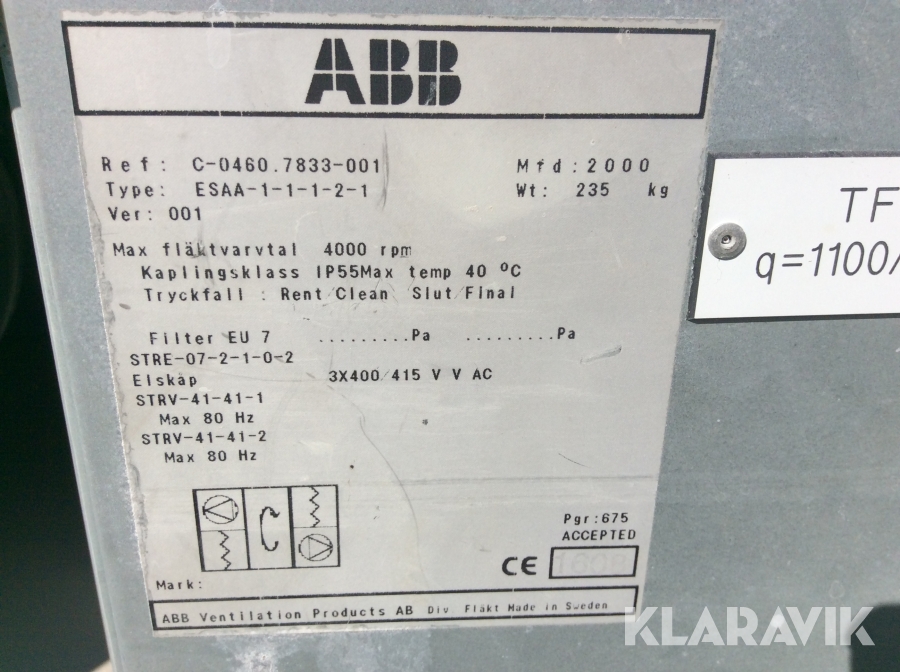 ABB
Ref: C-0460.7833-001 Mfd:2000
Type: ESAA-1-1-1-2-1 Wt: 235 kg
Ver: 001
TF
q=1100/
Max fläktvarvtal 4000 rpm
Kaplingsklass IP55Max temp 40 °C
Tryckfall : Rent/Clean Slut/Final
Filter EU 7 .........Pa .........Pa
STRE-07-2-1-0-2
Elskåp 3X400/415 V V AC
STRV-41-41-1
Max 80 Hz
STRV-41-41-2
Max 80 Hz
Pgr:675
ACCEPTED
CE
Mark:
ABB Ventilation Products AB Div. Fläkt Made in Sweden
KLARAVIK